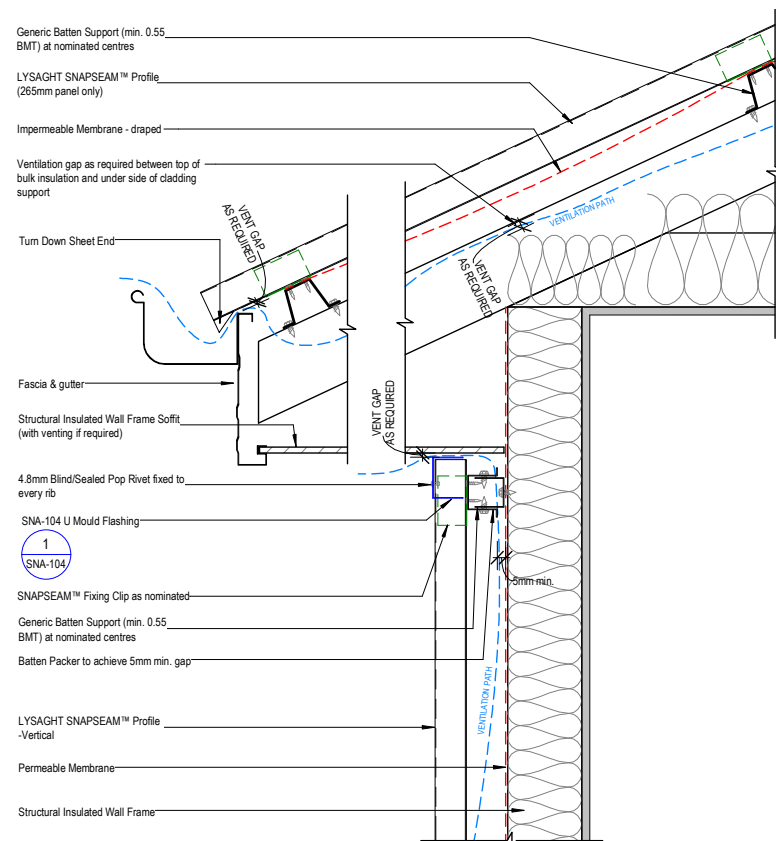 Generic Batten Support (min. 0.55
BMT) at nominated centres
LYSAGHT SNAPSEAM™ Profile
(265mm panel only)
Impermeable Membrane - draped
Ventilation gap as required between top of
bulk insulation and under side of cladding
support
VENT GAP
AS REQUIRED
VENTILATION PATH
VENT GAP
AS REQUIRED
Turn Down Sheet End
Fascia & gutter
VENT GAP
AS REQUIRED
Structural Insulated Wall Frame Soffit
(with venting if required)
4.8mm Blind/Sealed Pop Rivet fixed to
every rib
SNA-104 U Mould Flashing
1
SNA-104
5mm min.
SNAPSEAM™ Fixing Clip as nominated
Generic Batten Support (min. 0.55
BMT) at nominated centres
Batten Packer to achieve 5mm min. gap
VENTILATION PATH
LYSAGHT SNAPSEAM™ Profile
-Vertical
Permeable Membrane
Structural Insulated Wall Frame